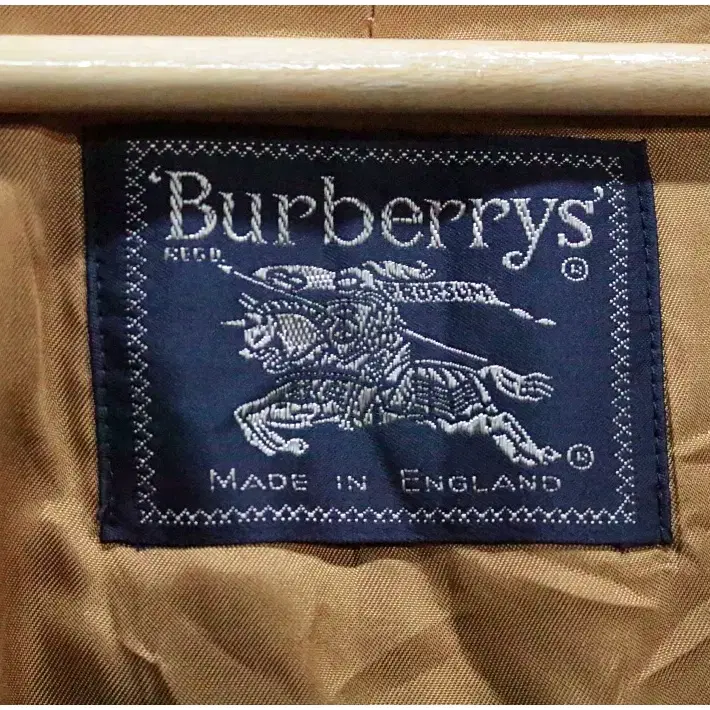 'Burberrys'
REGD.
®
®
MADE IN ENGLAND